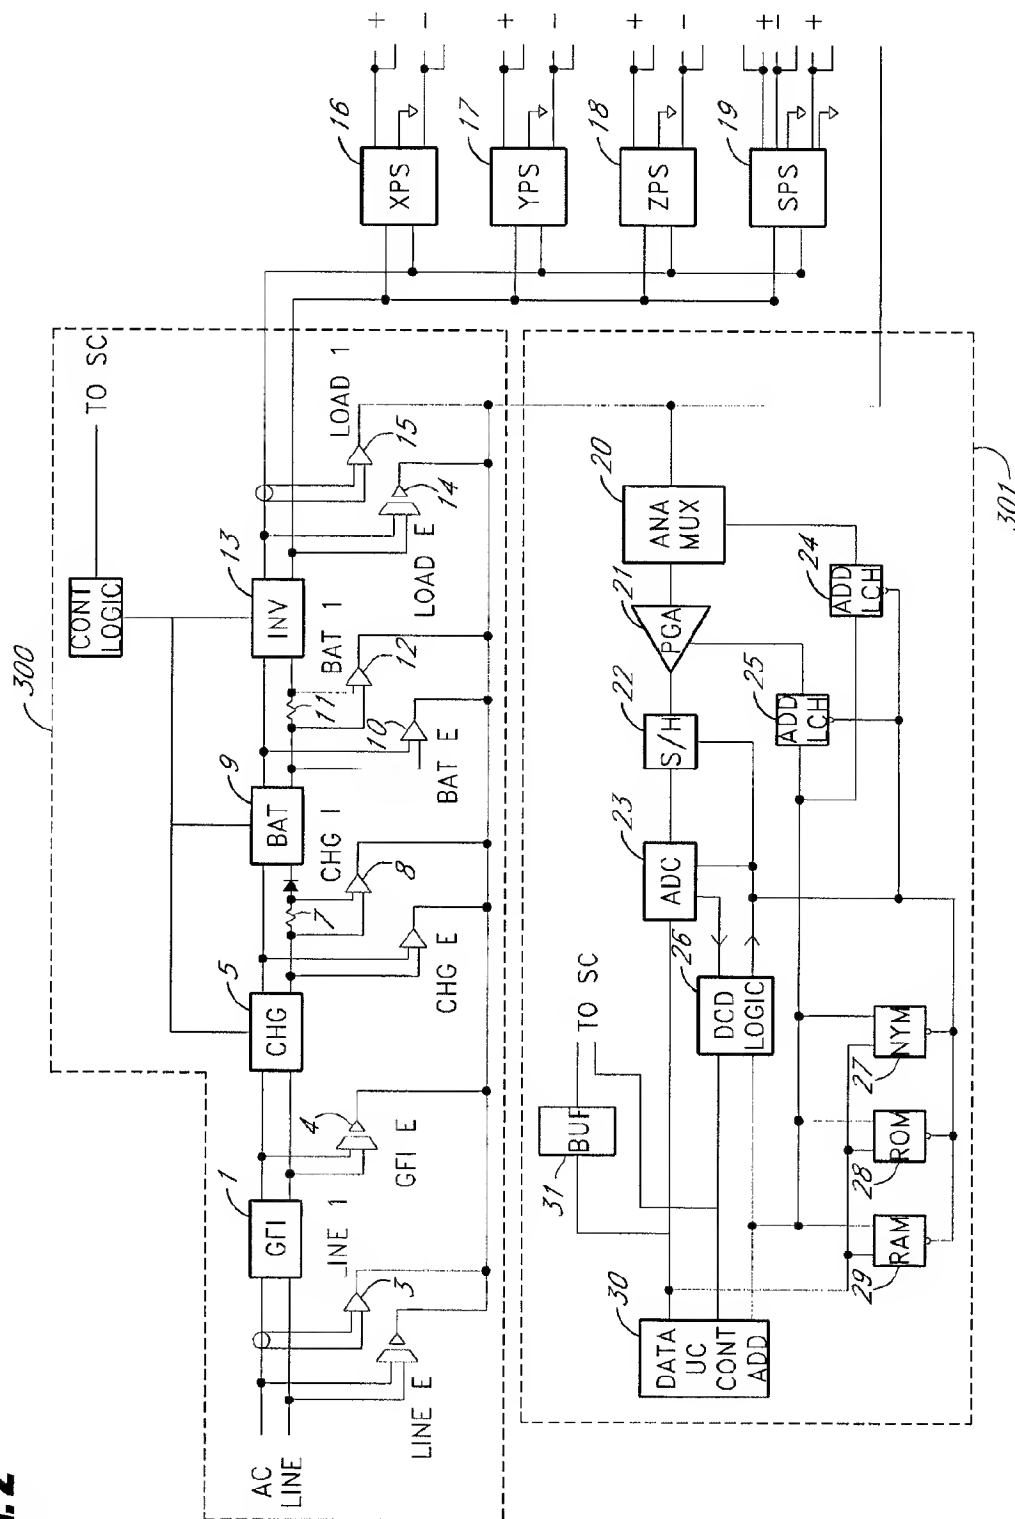 +
-
+
-
+
-
±
±
+
16
17
18
19
XPS
YPS
ZPS
SPS
TO SC
CONT
LOGIC
300
13
INV
LOAD 1
15
14
LOAD E
BAT 1
12
11
10
BAT E
9
BAT
CHG I
8
7
CHG E
5
CHG
4
GFI E
1
GFI
LINE 1
3
LINE E
AC
LINE
301
20
ANA
MUX
21
PGA
24
ADD
LCH
22
S/H
25
ADD
LCH
23
ADC
26
DCD
LOGIC
TO SC
BUF
31
NYM
27
ROM
28
RAM
29
30
DATA
UC
CONT
ADD